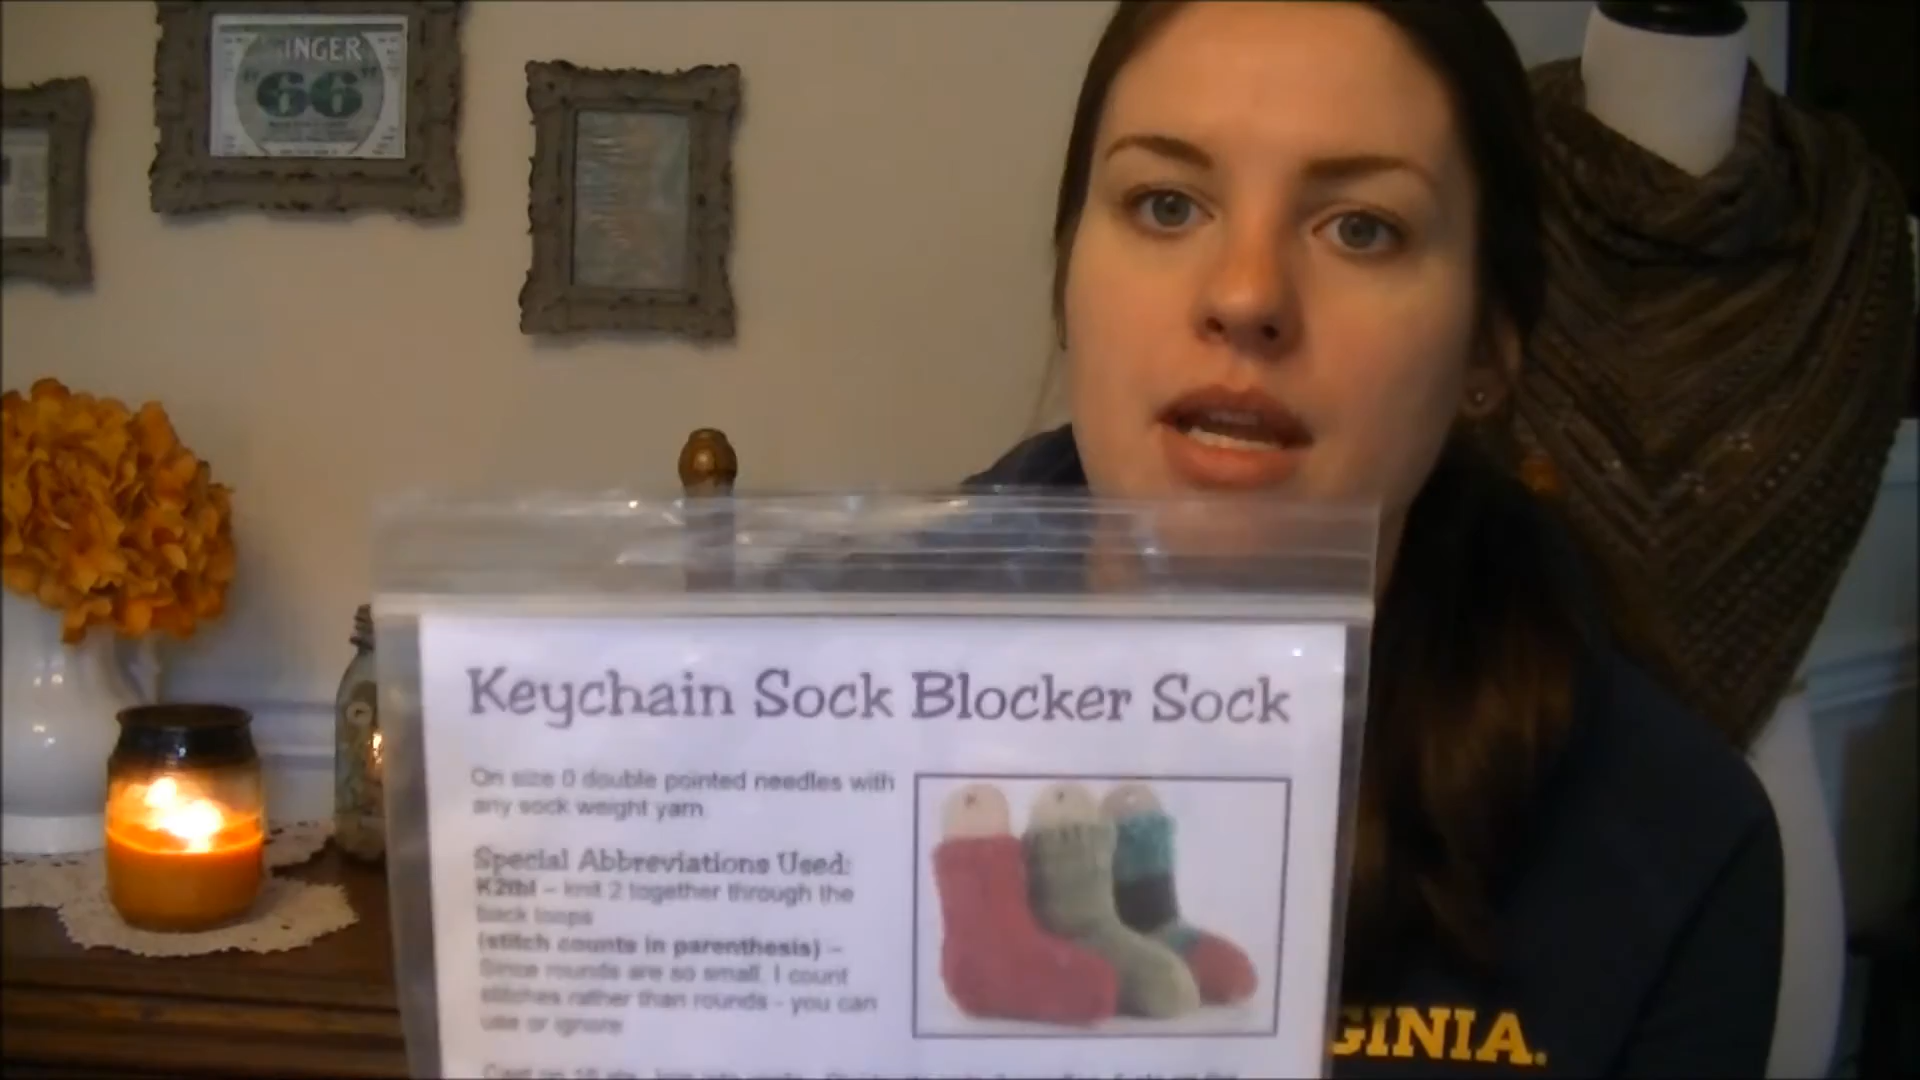 SINGER
"66"
Keychain Sock Blocker Sock
On size 0 double pointed needles with
any sock weight yarn
Special Abbreviations Used:
K2tbl – knit 2 together through the
back loops
(stitch counts in parenthesis) –
Since rounds are so small, I count
stitches rather than rounds - you can
use or ignore
Cast on
GINIA.